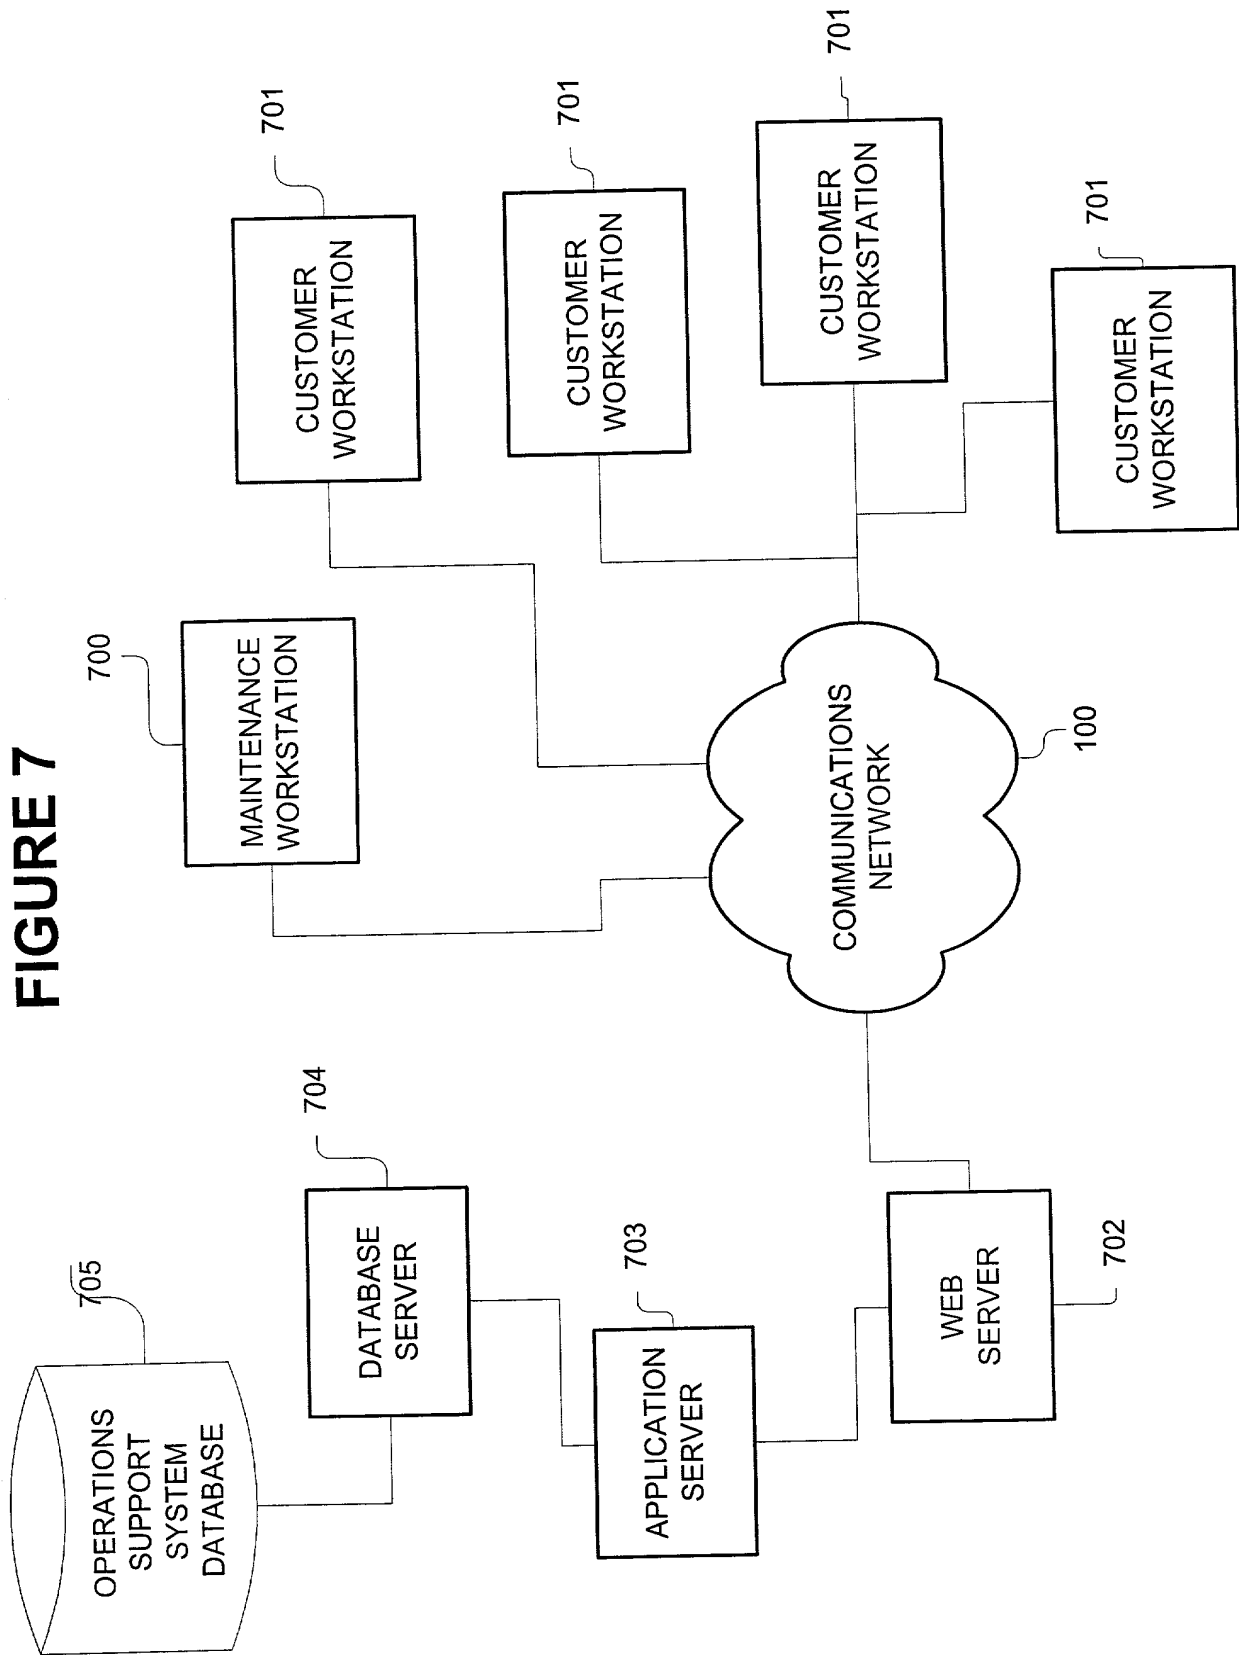 FIGURE 7
705
OPERATIONS
SUPPORT
SYSTEM
DATABASE
704
DATABASE
SERVER
703
APPLICATION
SERVER
WEB
SERVER
702
700
MAINTENANCE
WORKSTATION
COMMUNICATIONS
NETWORK
100
701
CUSTOMER
WORKSTATION
701
CUSTOMER
WORKSTATION
701
CUSTOMER
WORKSTATION
701
CUSTOMER
WORKSTATION